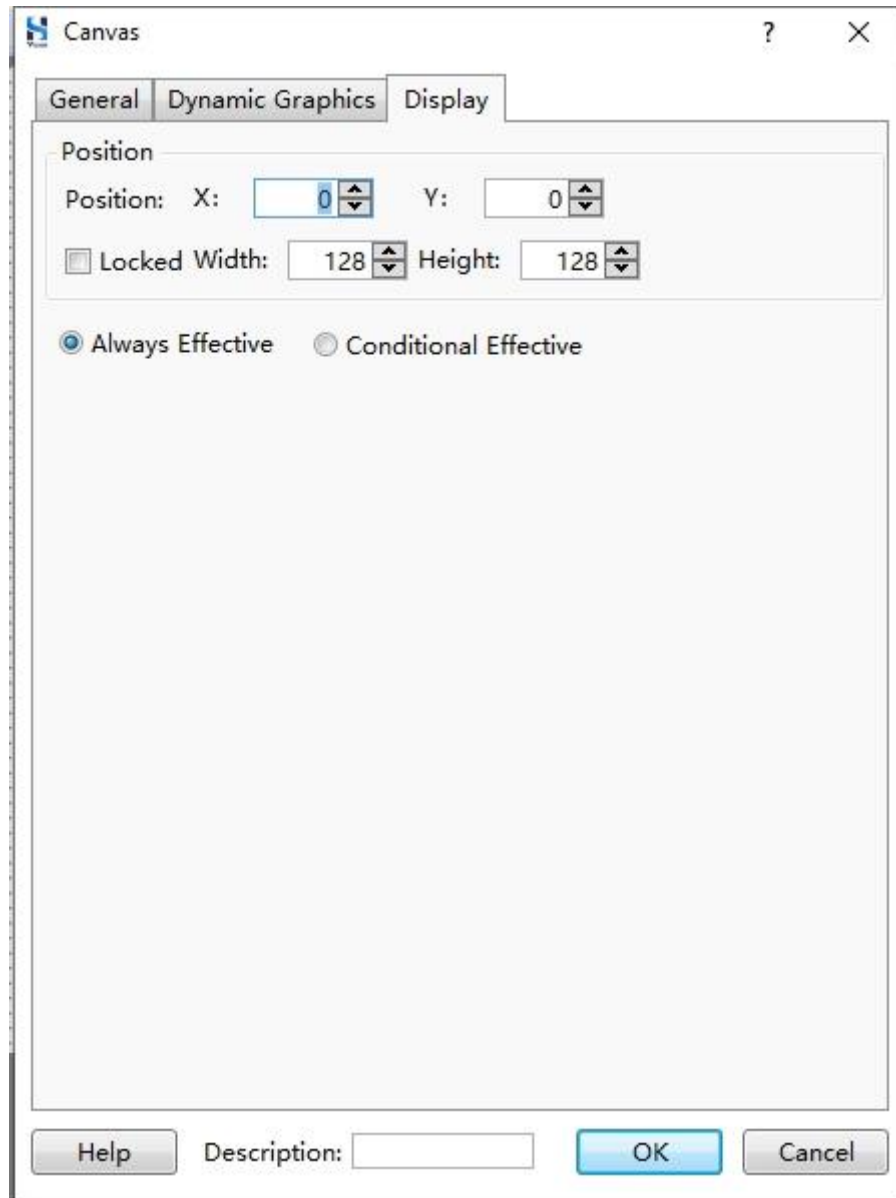 Canvas ?
General Dynamic Graphics Display
Position
Position: X: 0 Y: 0
Locked Width: 128 Height: 128
Always Effective Conditional Effective
Help Description: OK Cancel